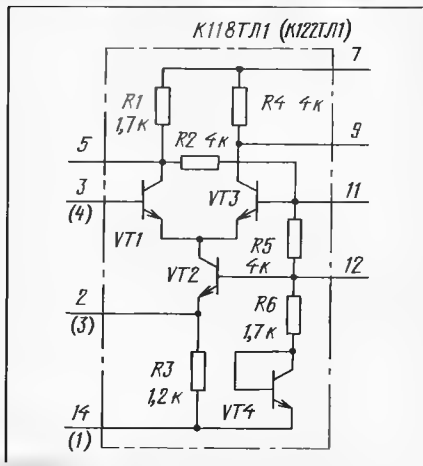 К118ТЛ1 (К122ТЛ1)
7
R1
1,7к
R4 4к
R2 4к
5
9
3
(4)
VT1
VT3
11
R5
4к
VT2
12
2
(3)
R6
1,7к
R3
1,2к
VT4
14
(1)